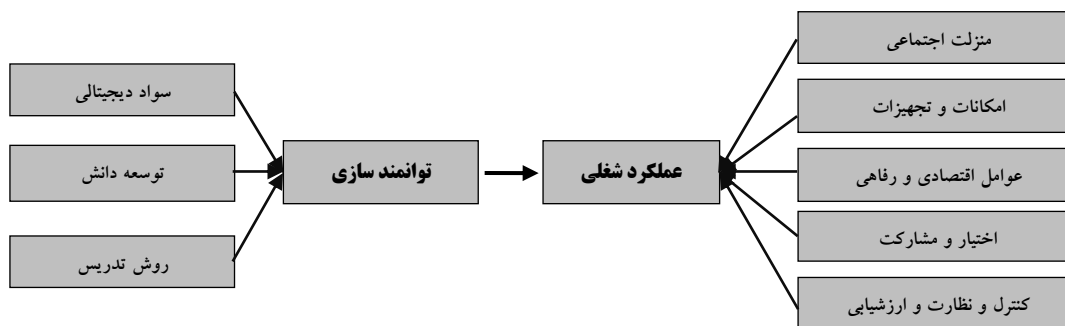 منزلت اجتماعی
امکانات و تجهیزات
عوامل اقتصادی و رفاهی
اختیار و مشارکت
کنترل و نظارت و ارزشیابی
عملکرد شغلی
توانمند سازی
سواد دیجیتالی
توسعه دانش
روش تدریس